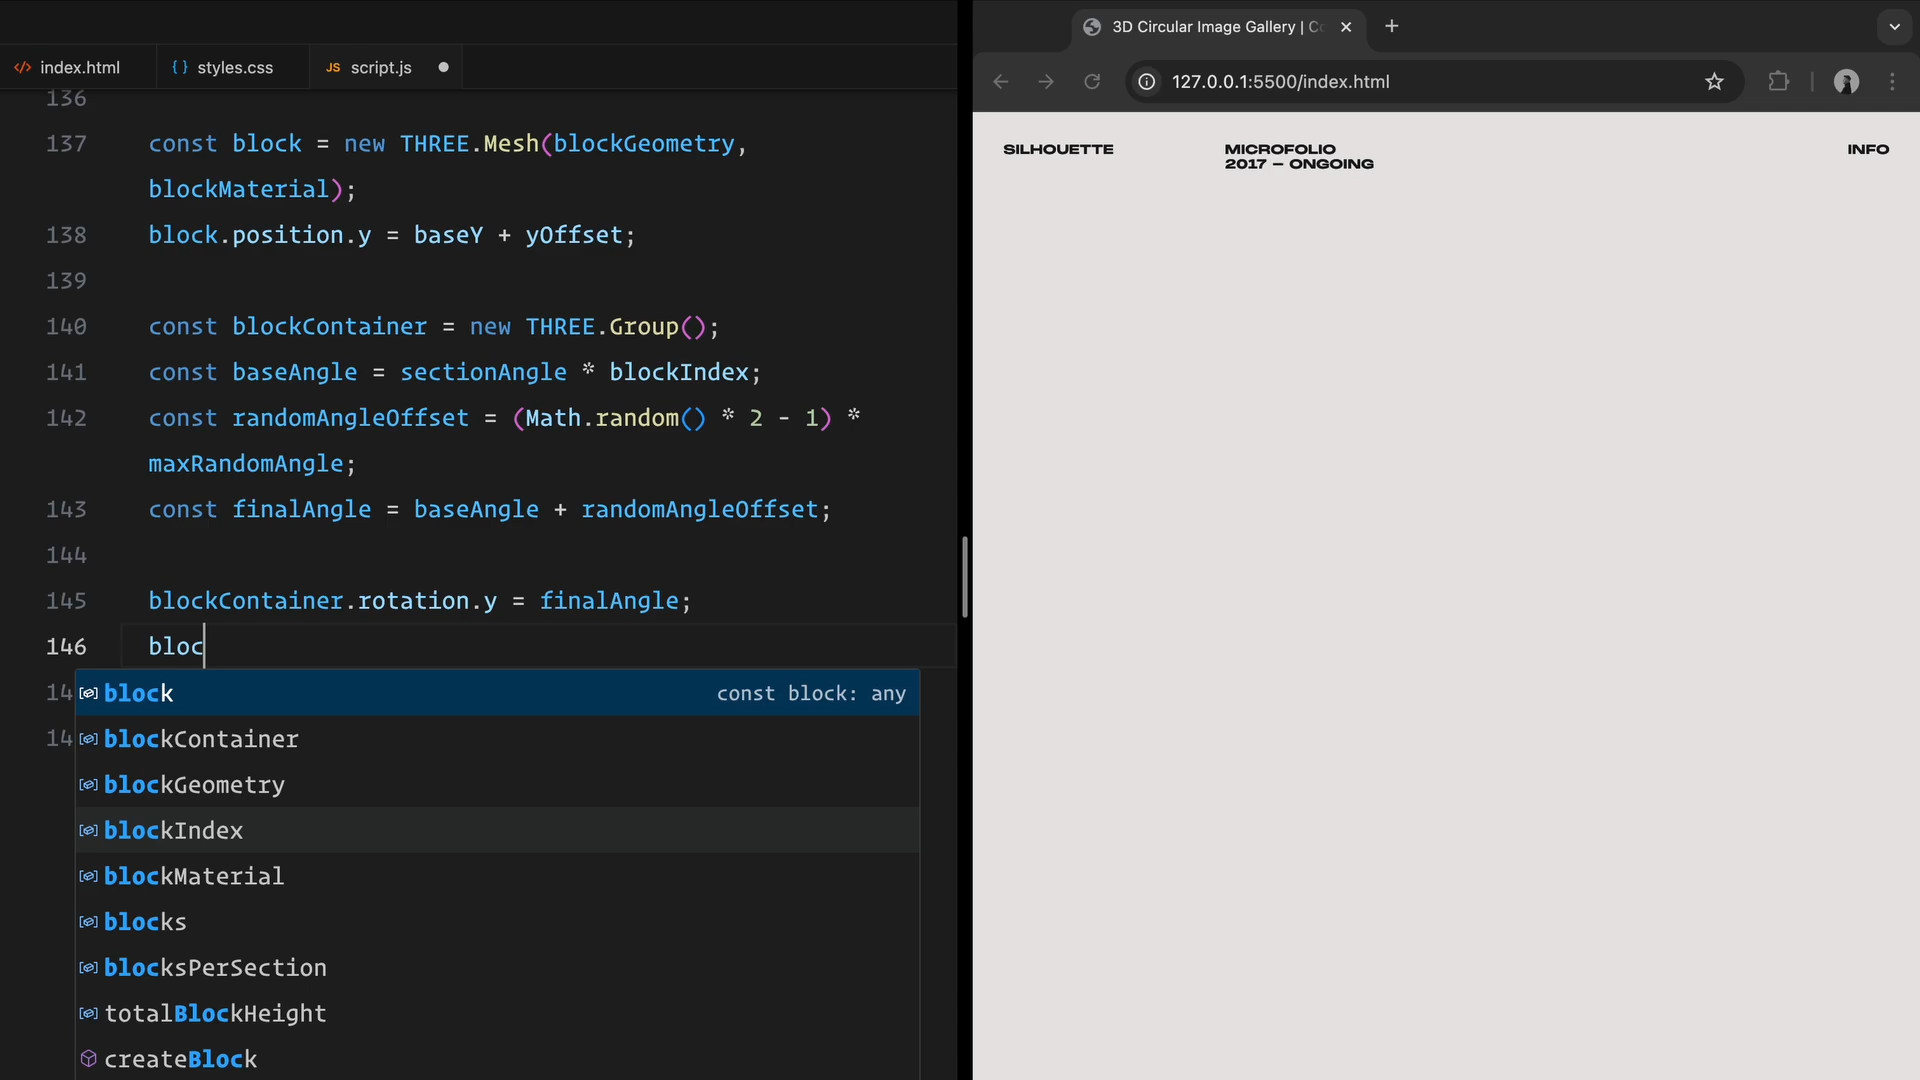 index.html
styles.css
JS script.js
136
137 const block = new THREE.Mesh(blockGeometry,
blockMaterial);
138 block.position.y = baseY + yOffset;
139
140 const blockContainer = new THREE.Group();
141 const baseAngle = sectionAngle * blockIndex;
142 const randomAngleOffset = (Math.random() * 2 - 1) *
maxRandomAngle;
143 const finalAngle = baseAngle + randomAngleOffset;
144
145 blockContainer.rotation.y = finalAngle;
146 bloc
14
block const block: any
14
blockContainer
blockGeometry
blockIndex
blockMaterial
blocks
blocksPerSection
totalBlockHeight
createBlock
3D Circular Image Gallery |
127.0.0.1:5500/index.html
SILHOUETTE
MICROFOLIO
2017 – ONGOING
INFO